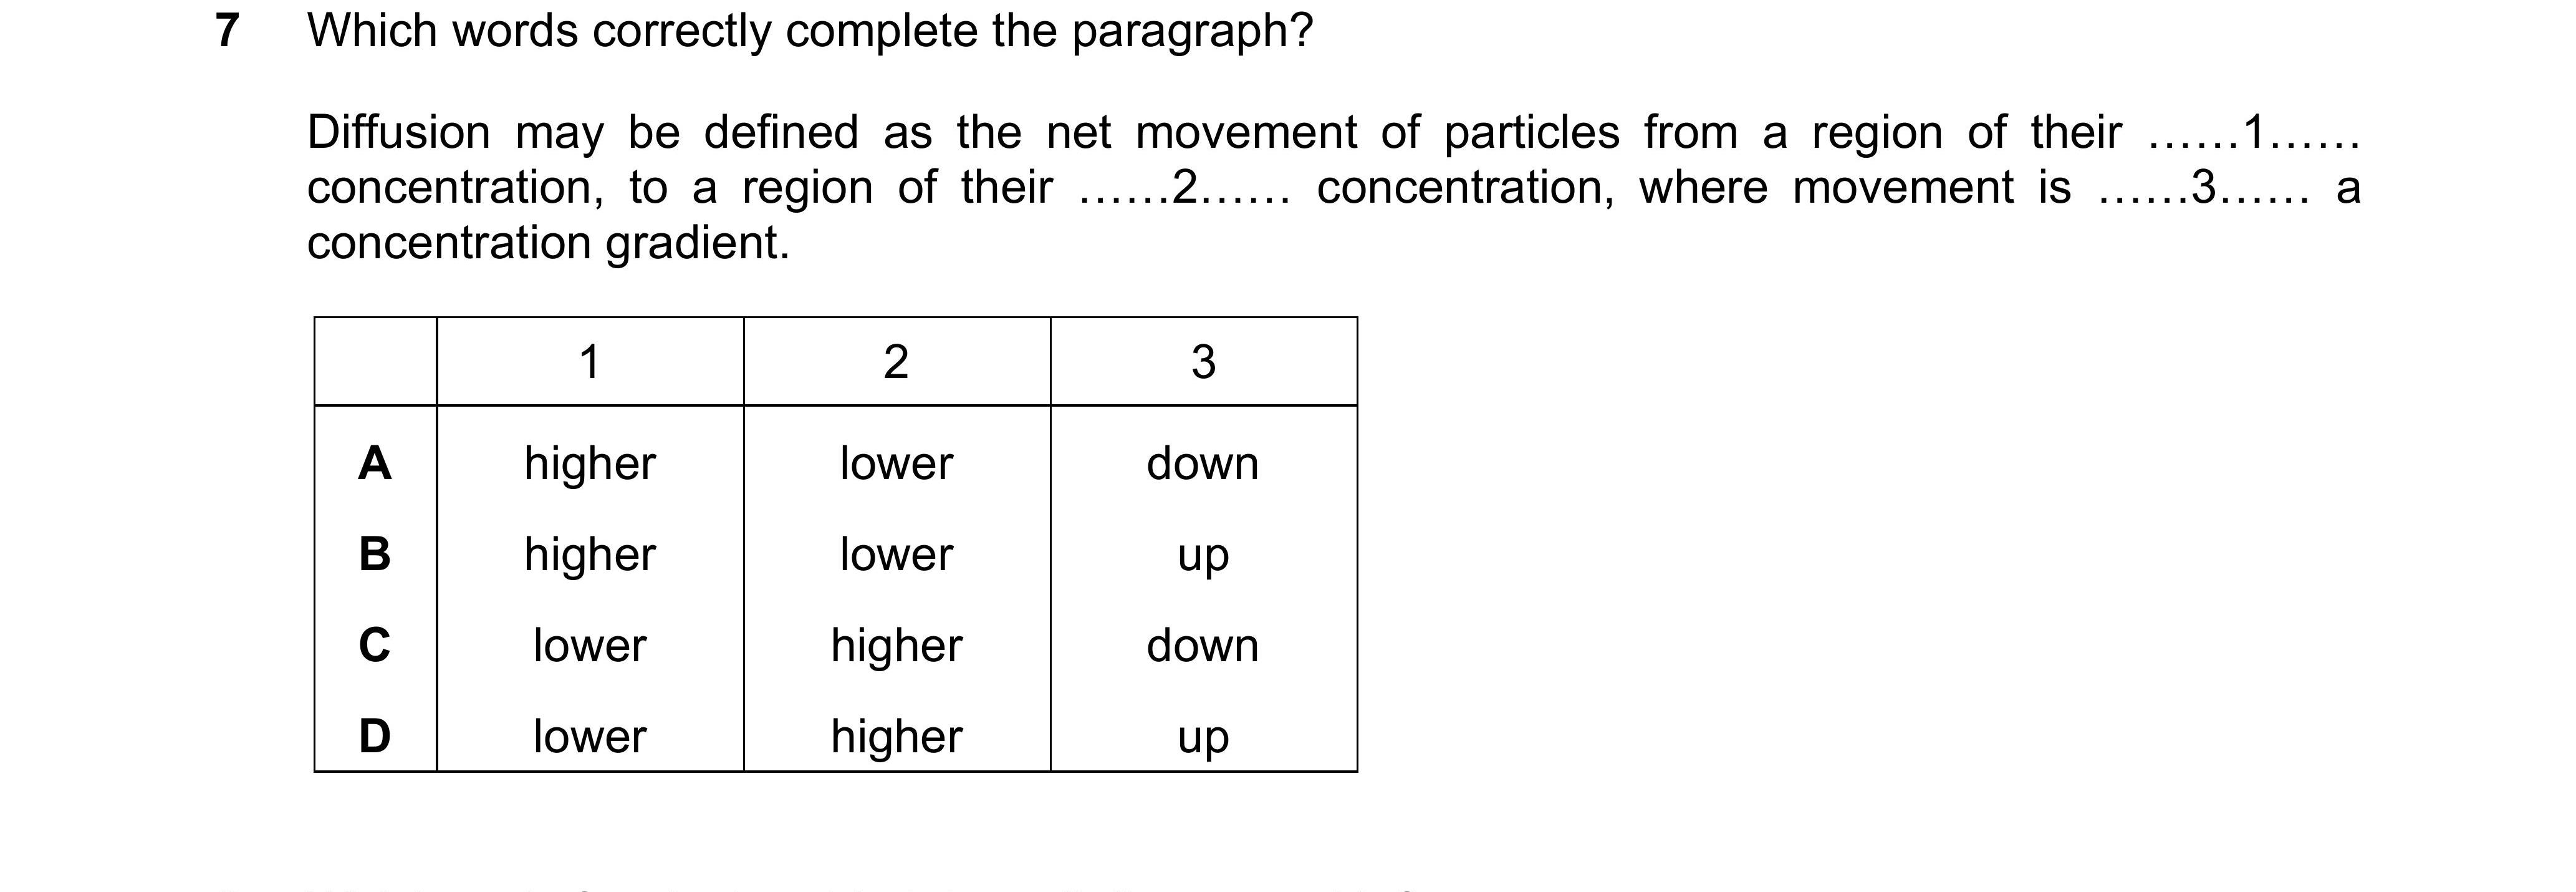 7 Which words correctly complete the paragraph?
Diffusion may be defined as the net movement of particles from a region of their ......1......
concentration, to a region of their ......2...... concentration, where movement is ......3...... a
concentration gradient.
1 2 3
A higher lower down
B higher lower up
C lower higher down
D lower higher up